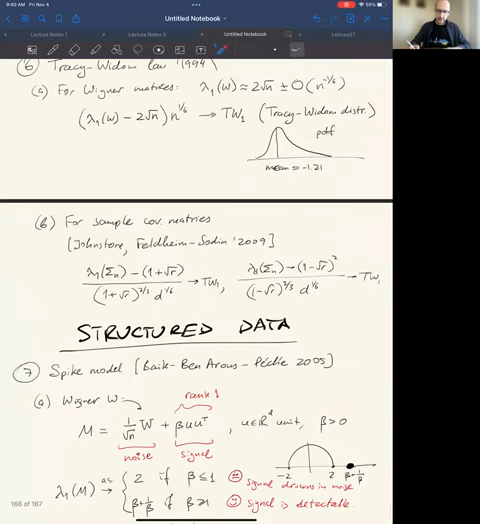 9:40 AM Fri Nov 4
Untitled Notebook
55%
Lecture Notes 1
Lecture Notes 3
Untitled Notebook
Lecture27
⑥ Tracy-Widom law '1994
(a) For Wigner matrices: λ₁(W) ≈ 2√n ± O(n^{-1/6})
(λ₁(W) - 2√n) n^{1/6} → TW₁ (Tracy-Widom distr.)
pdf
mean = -1.21
(b) For sample cov. matrices
[Johnstone, Feldheim-Sodin '2009]
λ₁(Σₙ) - (1+√r)² / (1+√r)^{2/3} d^{1/6} → TW₁, λ_d(Σₙ) - (1-√r)² / (1-√r)^{2/3} d^{1/6} → TW₁
STRUCTURED DATA
⑦ Spike model [Baik-Ben Arous-Péché 2005]
(a) Wigner W: rank 1
M = 1/√n W + βuuᵀ, u∈ℝᵈ unit, β>0
noise signal
-2 2 β+1/β
λ₁(M) →as { 2 if β≤1 ☹ signal drowns in noise
β+1/β if β>1 ☺ signal is detectable
166 of 167